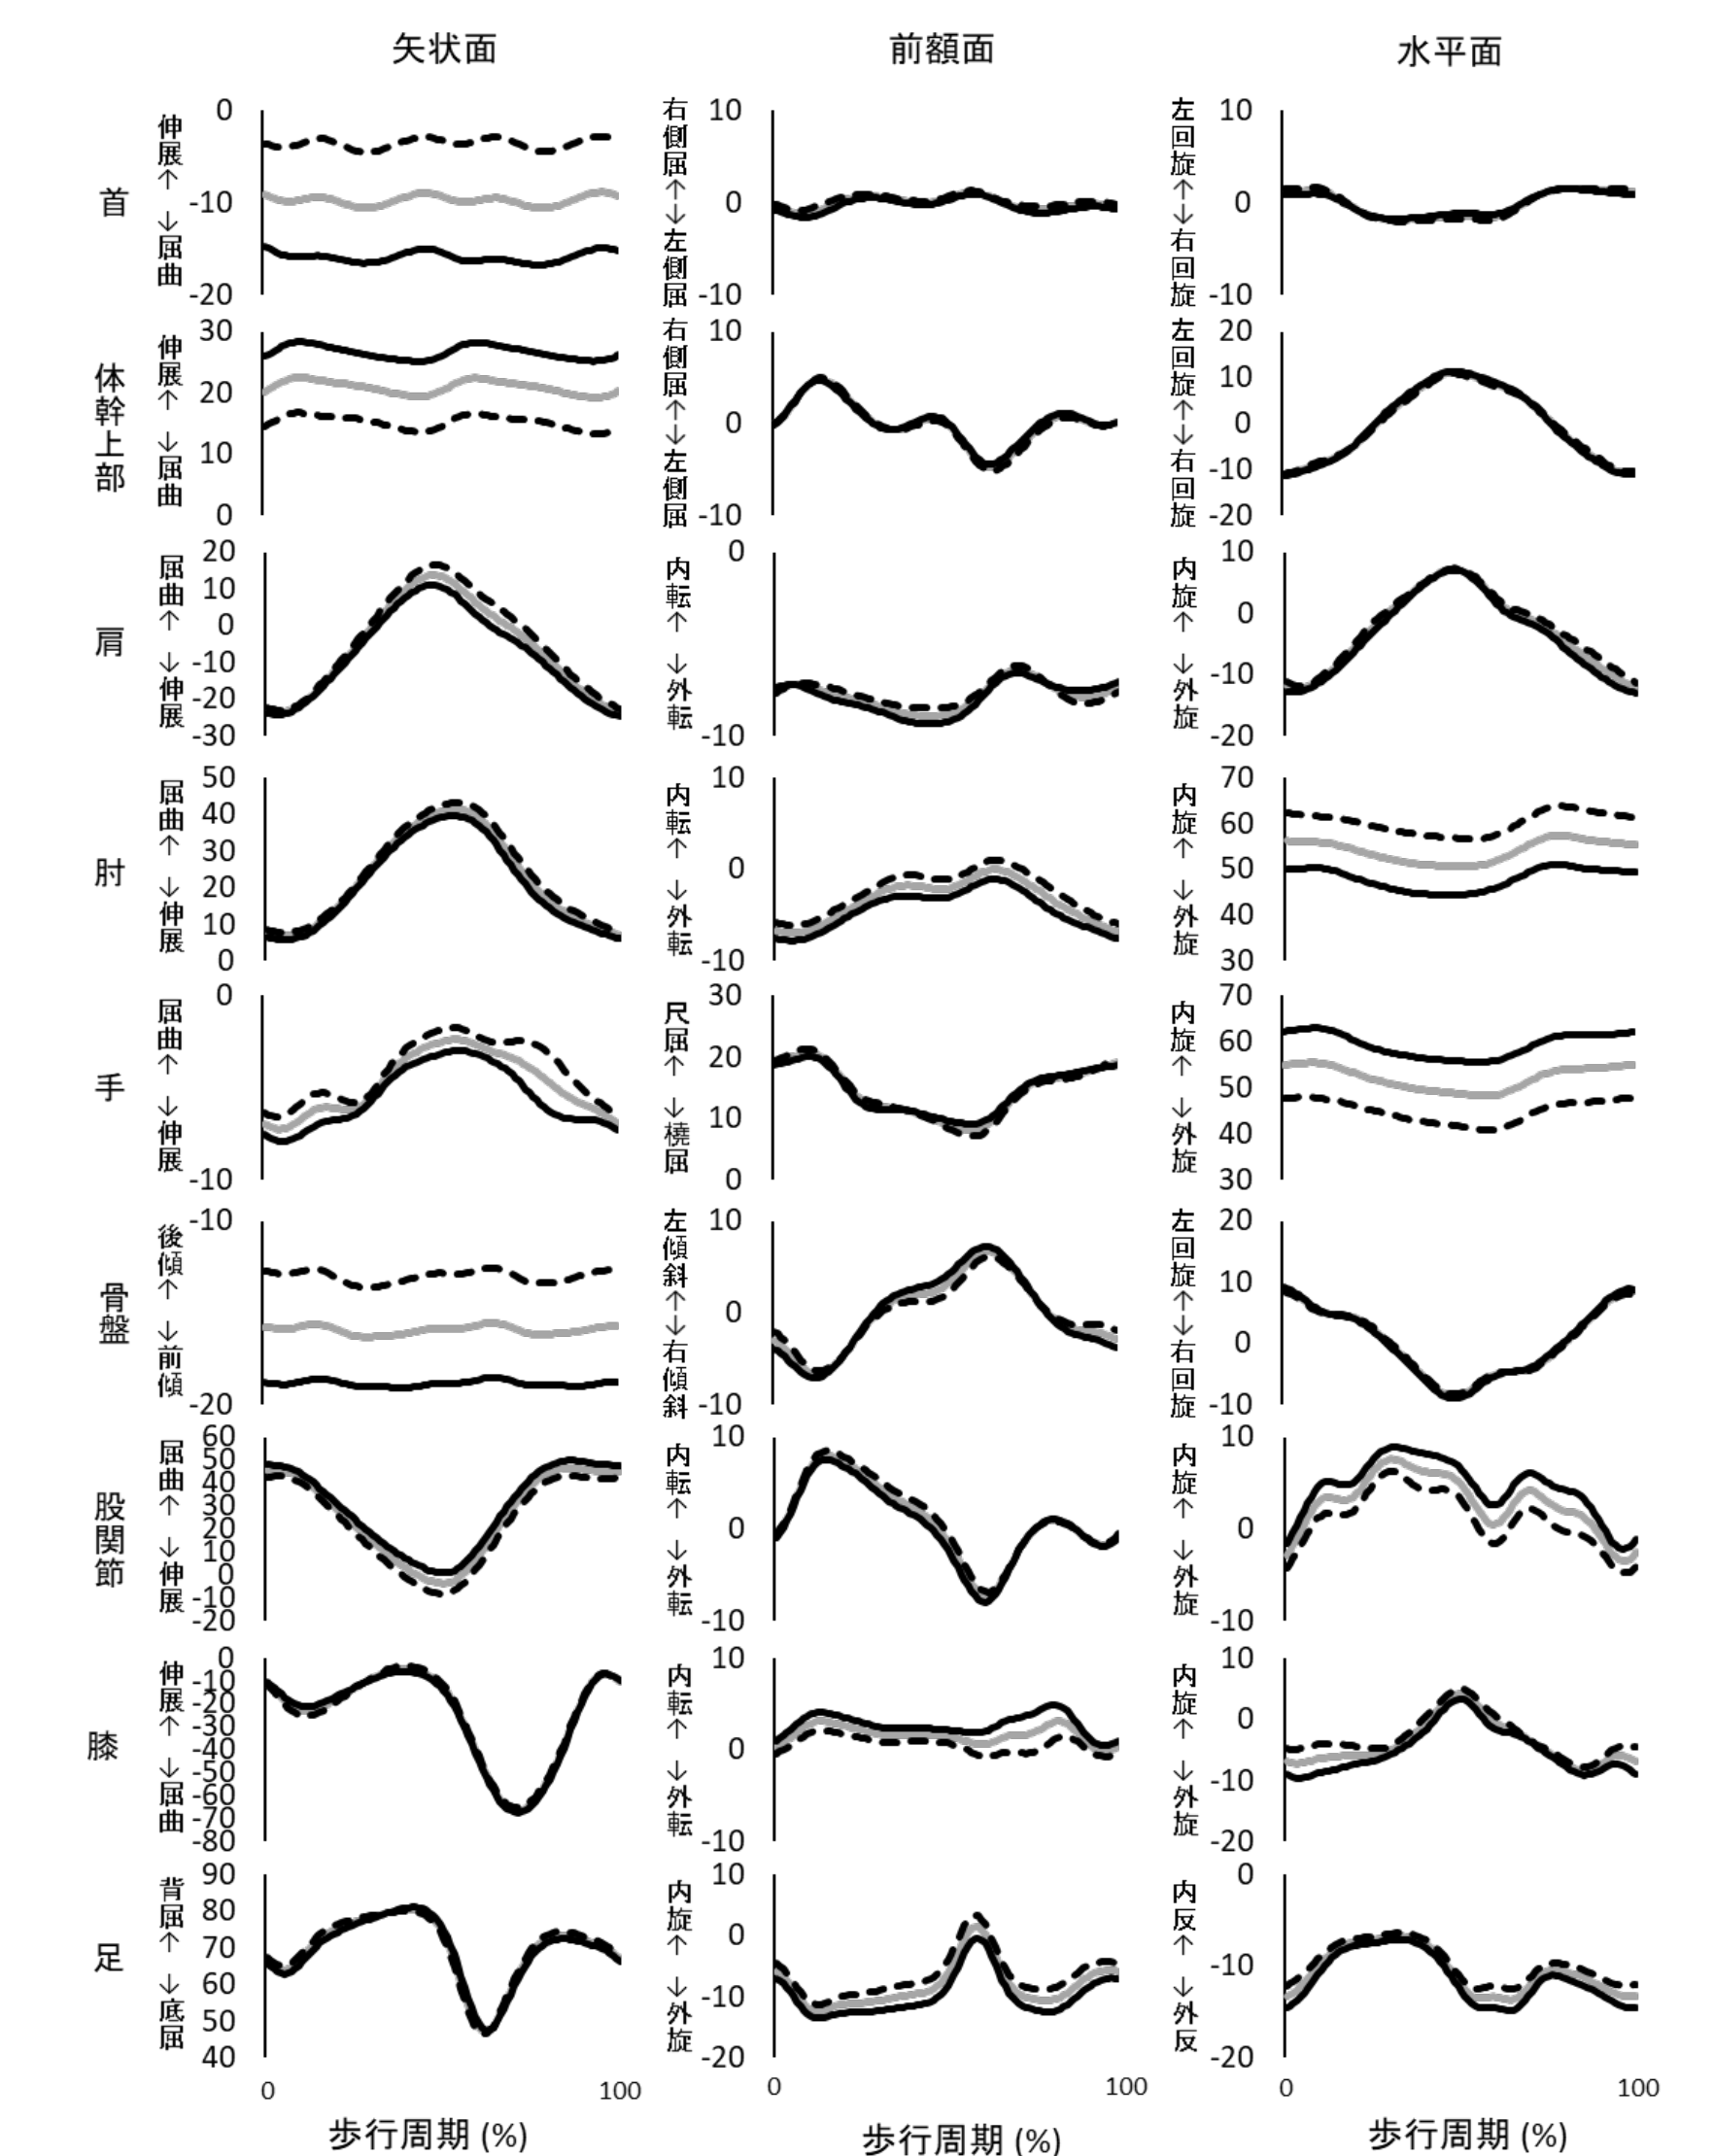 矢状面 前額面 水平面
首
伸展↑ ↓屈曲
0
-10
-20
右側屈↑↓左側屈
10
0
-10
左回旋↑↓右回旋
10
0
-10
体幹上部
伸展↑ ↓屈曲
30
20
10
0
右側屈↑↓左側屈
10
0
-10
左回旋↑↓右回旋
20
10
0
-10
-20
肩
屈曲↑ ↓伸展
20
10
0
-10
-20
-30
内転↑ ↓外転
0
-10
内旋↑ ↓外旋
10
0
-10
-20
肘
屈曲↑ ↓伸展
50
40
30
20
10
0
内転↑ ↓外転
10
0
-10
内旋↑ ↓外旋
70
60
50
40
30
手
屈曲↑ ↓伸展
0
-10
尺屈↑ ↓橈屈
30
20
10
0
内旋↑ ↓外旋
70
60
50
40
30
骨盤
後傾↑ ↓前傾
-10
-20
左傾斜↑↓右傾斜
10
0
-10
左回旋↑↓右回旋
20
10
0
-10
股関節
屈曲↑ ↓伸展
60
50
40
30
20
10
0
-10
-20
内転↑ ↓外転
10
0
-10
内旋↑ ↓外旋
10
0
-10
膝
伸展↑ ↓屈曲
0
-10
-20
-30
-40
-50
-60
-70
-80
内転↑ ↓外転
10
0
-10
内旋↑ ↓外旋
10
0
-10
-20
足
背屈↑ ↓底屈
90
80
70
60
50
40
内旋↑ ↓外旋
10
0
-10
-20
内反↑ ↓外反
0
-10
-20
0 100
0 100
0 100
歩行周期 (%)
歩行周期 (%)
歩行周期 (%)